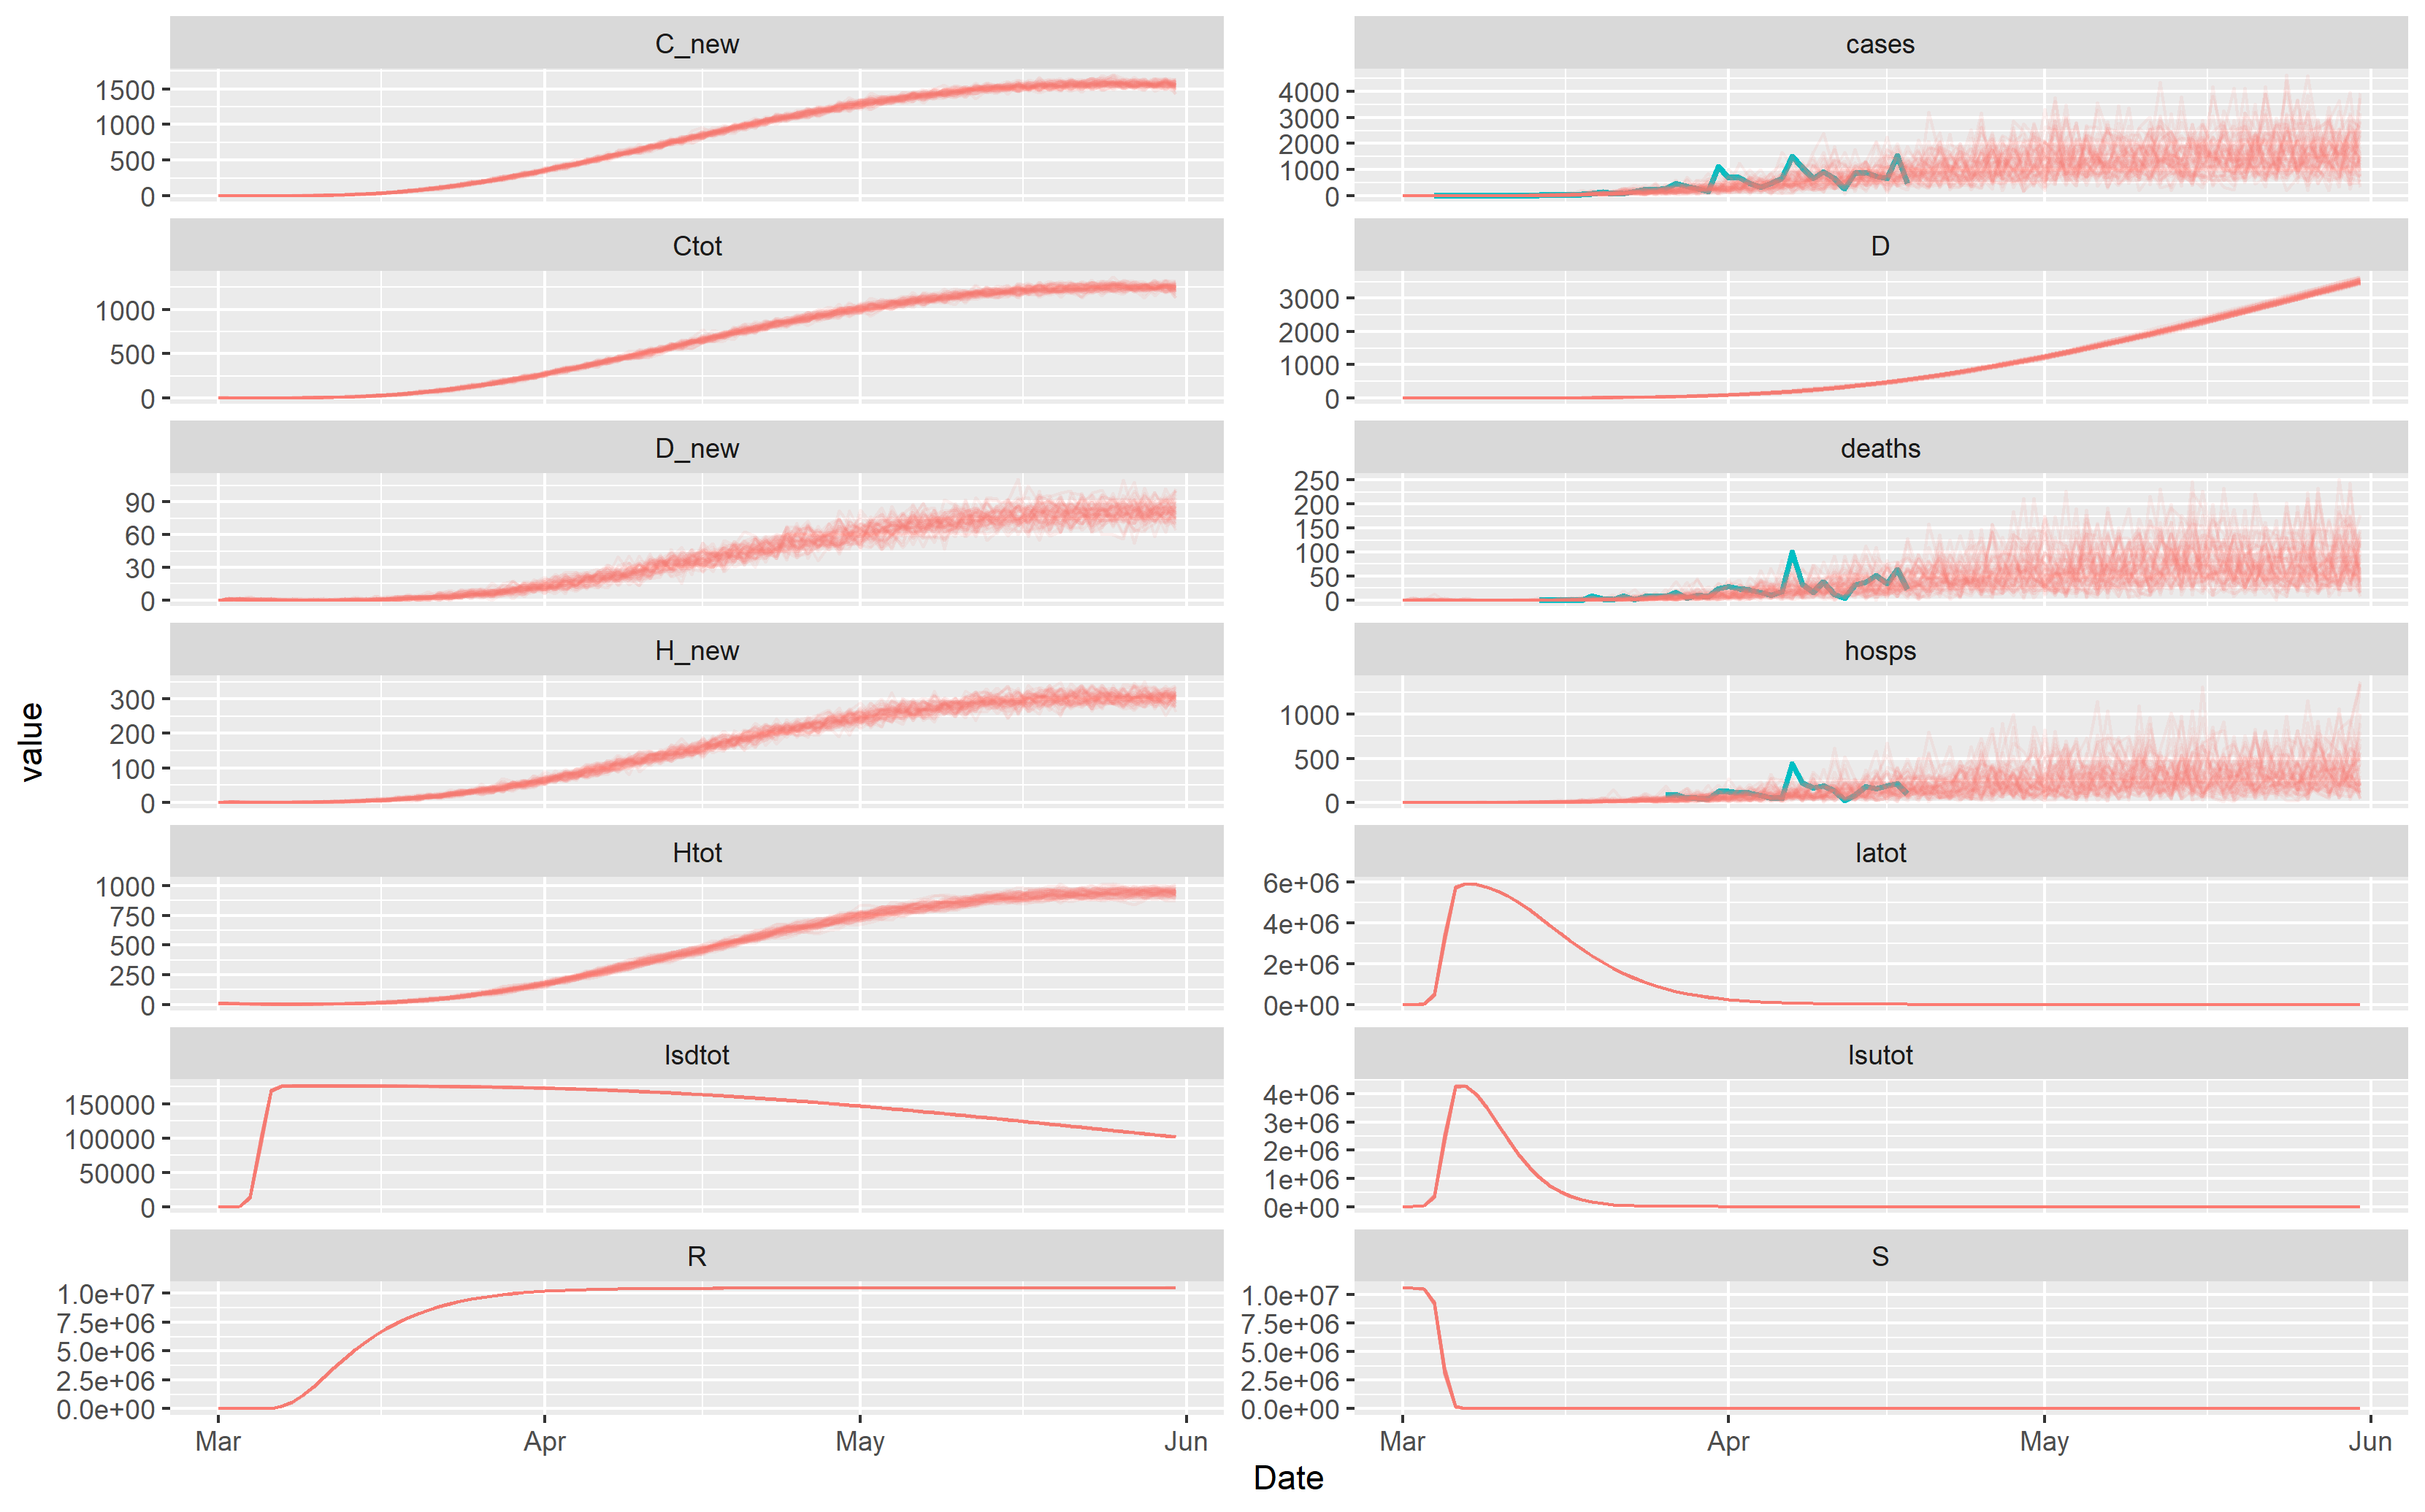 C_new
1500
1000
500
0
cases
4000
3000
2000
1000
0
Ctot
1000
500
0
D
3000
2000
1000
0
D_new
90
60
30
0
deaths
250
200
150
100
50
0
H_new
300
200
100
0
hosps
1000
500
0
Htot
1000
750
500
250
0
Iatot
6e+06
4e+06
2e+06
0e+00
Isdtot
150000
100000
50000
0
Isutot
4e+06
3e+06
2e+06
1e+06
0e+00
R
1.0e+07
7.5e+06
5.0e+06
2.5e+06
0.0e+00
S
1.0e+07
7.5e+06
5.0e+06
2.5e+06
0.0e+00
Mar Apr May Jun
Mar Apr May Jun
value
Date